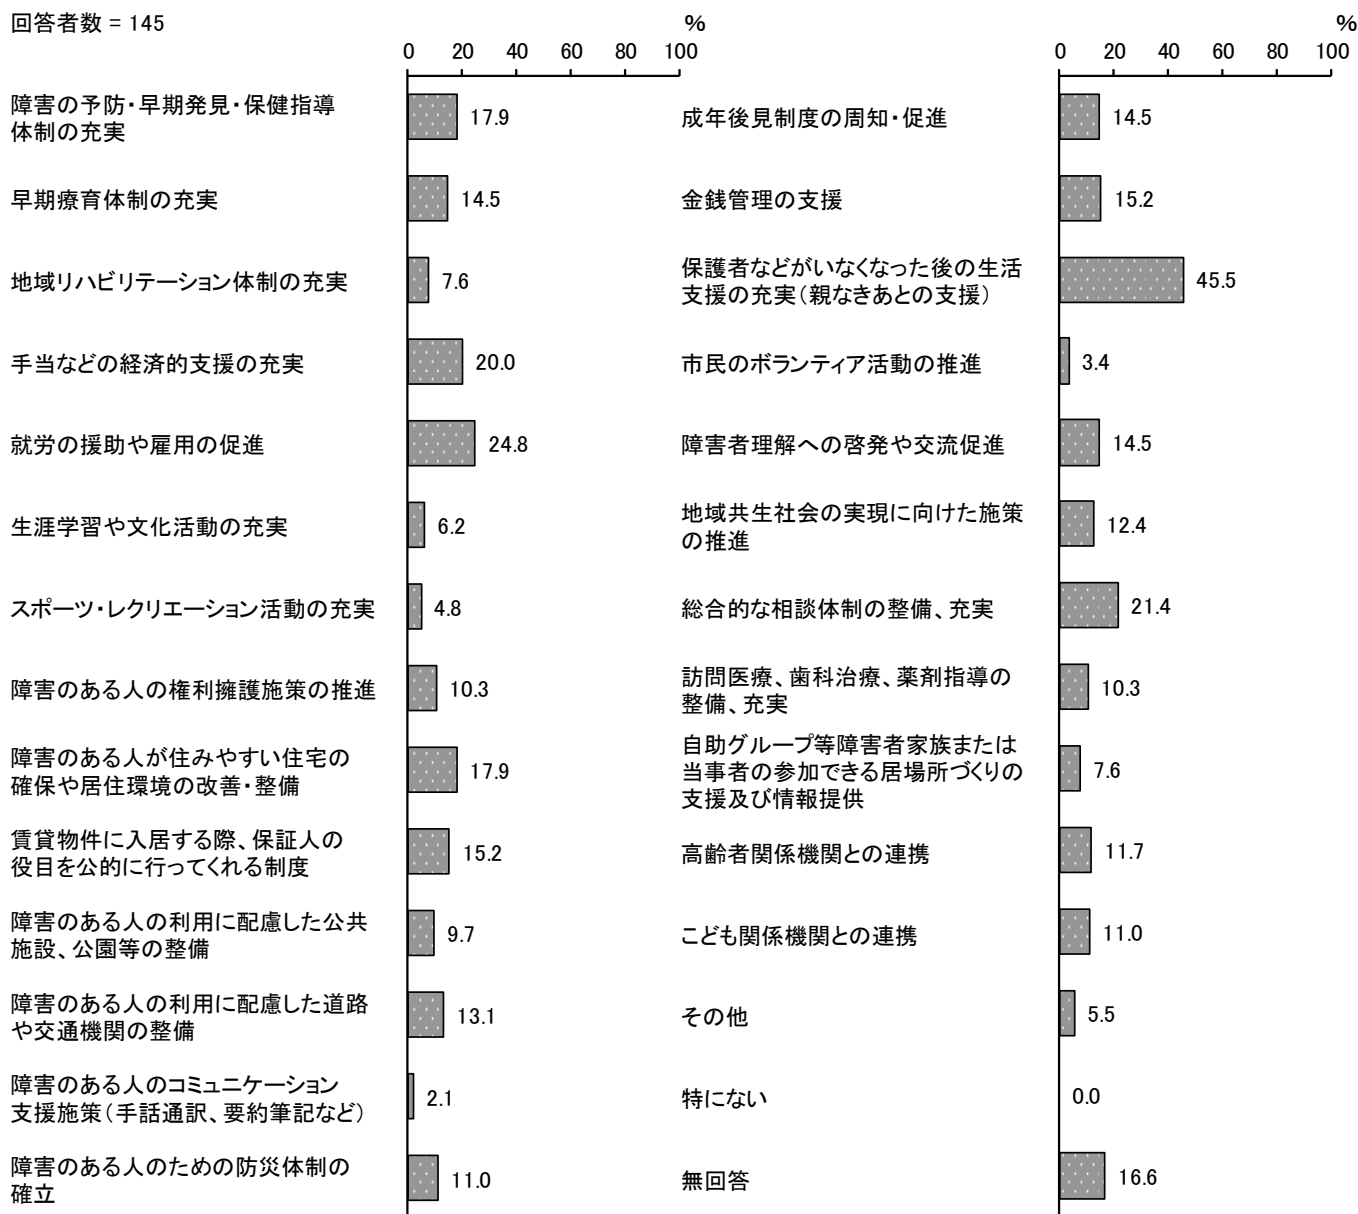 回答者数 = 145
%
0 20 40 60 80 100
障害の予防・早期発見・保健指導
体制の充実
17.9
早期療育体制の充実
14.5
地域リハビリテーション体制の充実
7.6
手当などの経済的支援の充実
20.0
就労の援助や雇用の促進
24.8
生涯学習や文化活動の充実
6.2
スポーツ・レクリエーション活動の充実
4.8
障害のある人の権利擁護施策の推進
10.3
障害のある人が住みやすい住宅の
確保や居住環境の改善・整備
17.9
賃貸物件に入居する際、保証人の
役目を公的に行ってくれる制度
15.2
障害のある人の利用に配慮した公共
施設、公園等の整備
9.7
障害のある人の利用に配慮した道路
や交通機関の整備
13.1
障害のある人のコミュニケーション
支援施策（手話通訳、要約筆記など）
2.1
障害のある人のための防災体制の
確立
11.0
%
0 20 40 60 80 100
成年後見制度の周知・促進
14.5
金銭管理の支援
15.2
保護者などがいなくなった後の生活
支援の充実（親なきあとの支援）
45.5
市民のボランティア活動の推進
3.4
障害者理解への啓発や交流促進
14.5
地域共生社会の実現に向けた施策
の推進
12.4
総合的な相談体制の整備、充実
21.4
訪問医療、歯科治療、薬剤指導の
整備、充実
10.3
自助グループ等障害者家族または
当事者の参加できる居場所づくりの
支援及び情報提供
7.6
高齢者関係機関との連携
11.7
こども関係機関との連携
11.0
その他
5.5
特にない
0.0
無回答
16.6